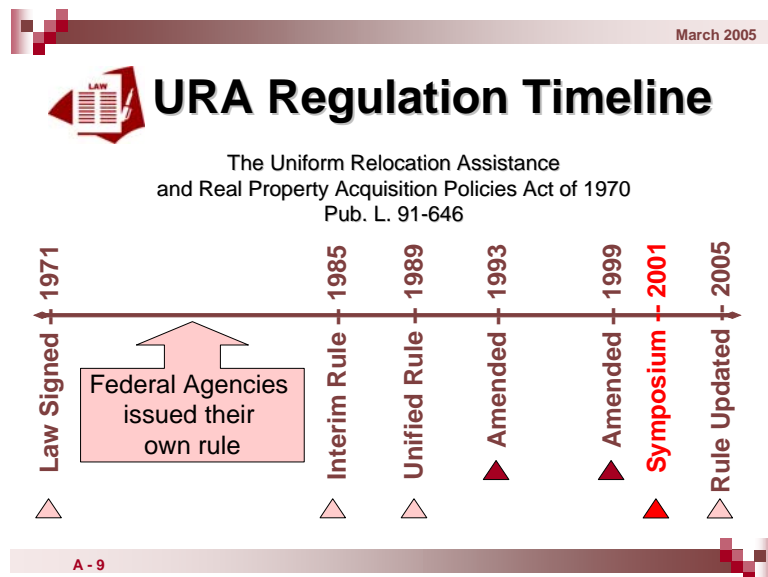 March 2005
LAW
URA Regulation Timeline
The Uniform Relocation Assistance
and Real Property Acquisition Policies Act of 1970
Pub. L. 91-646
Law Signed -- 1971
Federal Agencies
issued their
own rule
Interim Rule -- 1985
Unified Rule -- 1989
Amended -- 1993
Amended -- 1999
Symposium -- 2001
Rule Updated -- 2005
A - 9